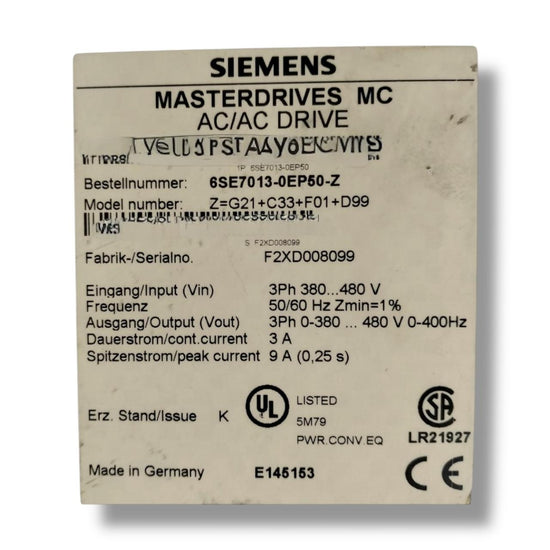 SIEMENS
MASTERDRIVES MC
AC/AC DRIVE
1P 6SE7013-0EP50
Bestellnummer: 6SE7013-0EP50-Z
Model number: Z=G21+C33+F01+D99
S F2XD008099
Fabrik-/Serialno. F2XD008099
Eingang/Input (Vin) 3Ph 380...480 V
Frequenz 50/60 Hz Zmin=1%
Ausgang/Output (Vout) 3Ph 0-380 ... 480 V 0-400Hz
Dauerstrom/cont.current 3 A
Spitzenstrom/peak current 9 A (0,25 s)
Erz. Stand/Issue K
UL
LISTED
5M79
PWR.CONV.EQ
SA
LR21927
Made in Germany E145153
CE